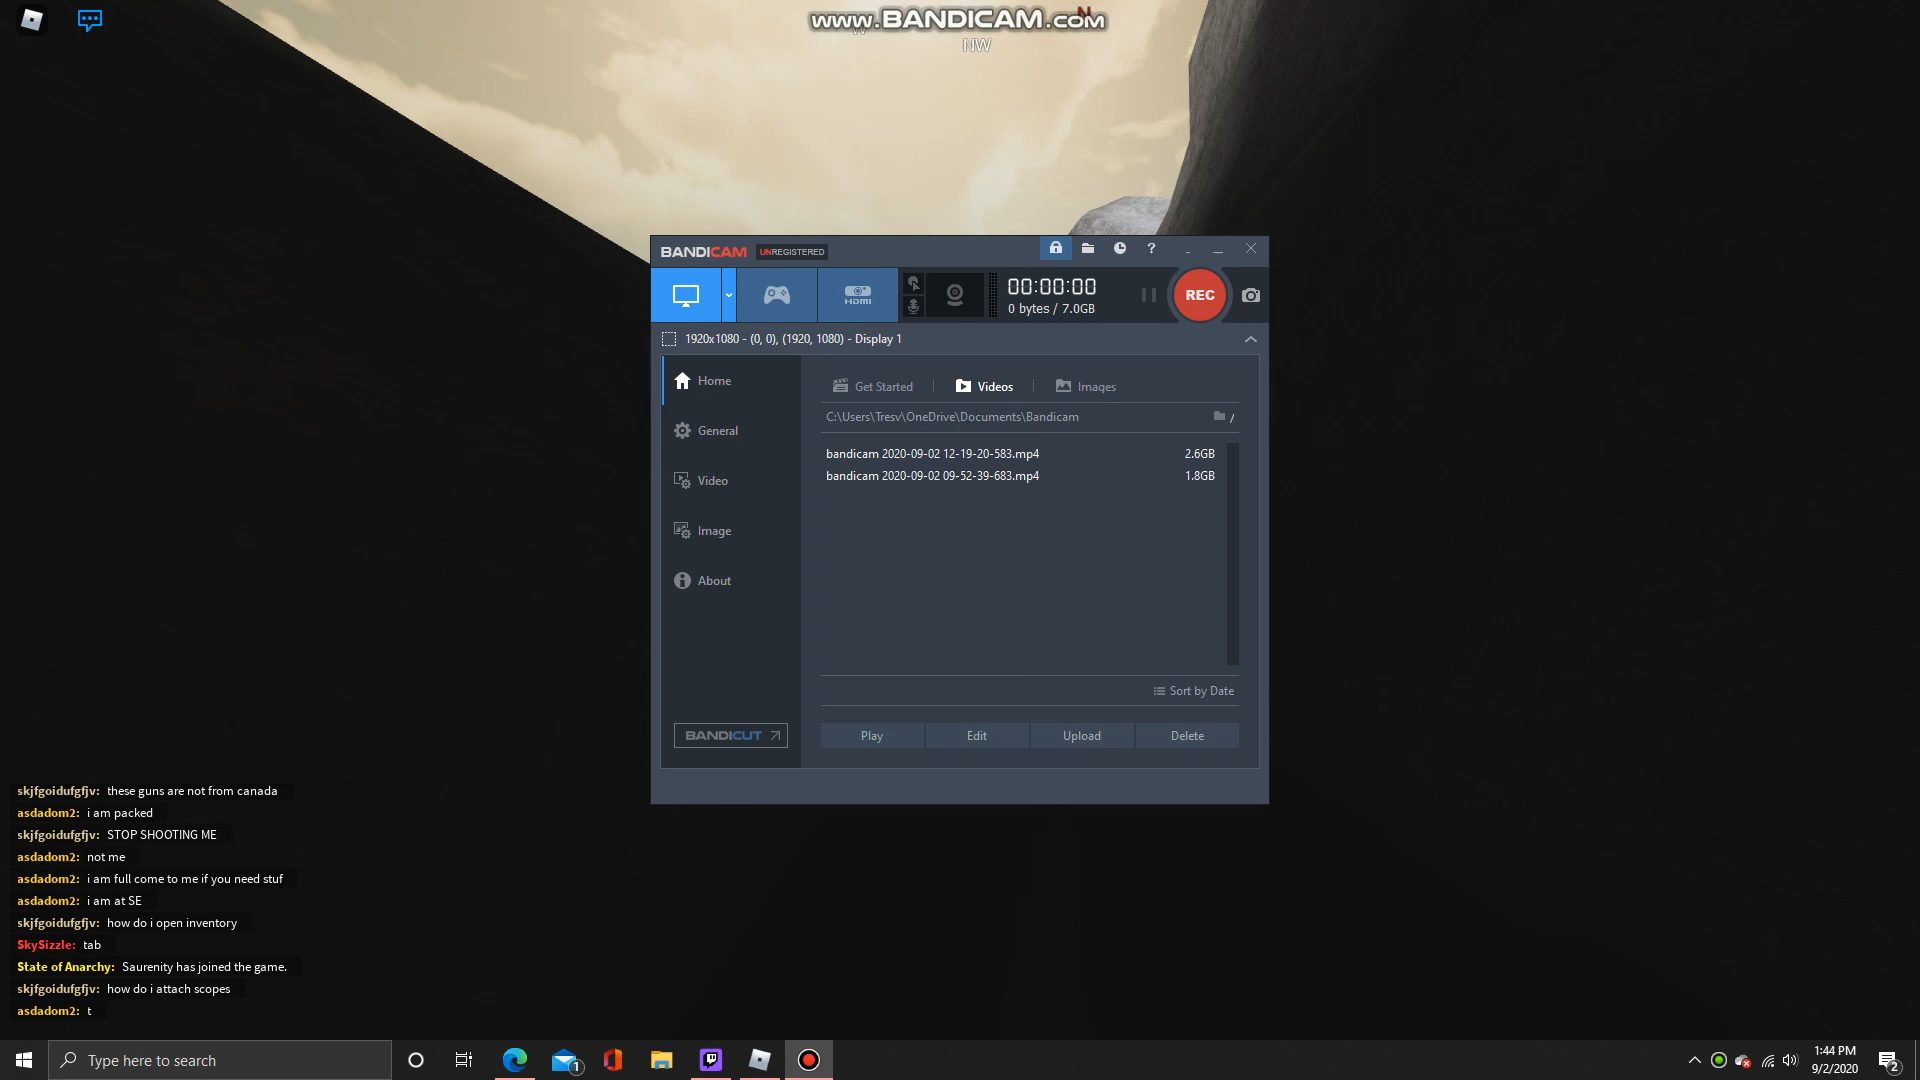 www.BANDICAM.com
N
W
NW
BANDICAM UNREGISTERED
?
HDMI
00:00:00
0 bytes / 7.0GB
REC
1920x1080 - (0, 0), (1920, 1080) - Display 1
Home
General
Video
Image
About
BANDICUT
Get Started
Videos
Images
C:\Users\Tresv\OneDrive\Documents\Bandicam
/
bandicam 2020-09-02 12-19-20-583.mp4 2.6GB
bandicam 2020-09-02 09-52-39-683.mp4 1.8GB
Sort by Date
Play
Edit
Upload
Delete
skjfgoidufgfjv: these guns are not from canada
asdadom2: i am packed
skjfgoidufgfjv: STOP SHOOTING ME
asdadom2: not me
asdadom2: i am full come to me if you need stuf
asdadom2: i am at SE
skjfgoidufgfjv: how do i open inventory
$ky$izzle: tab
State of Anarchy: Saurenity has joined the game.
skjfgoidufgfjv: how do i attach scopes
asdadom2: t
Type here to search
1
1:44 PM
9/2/2020
2